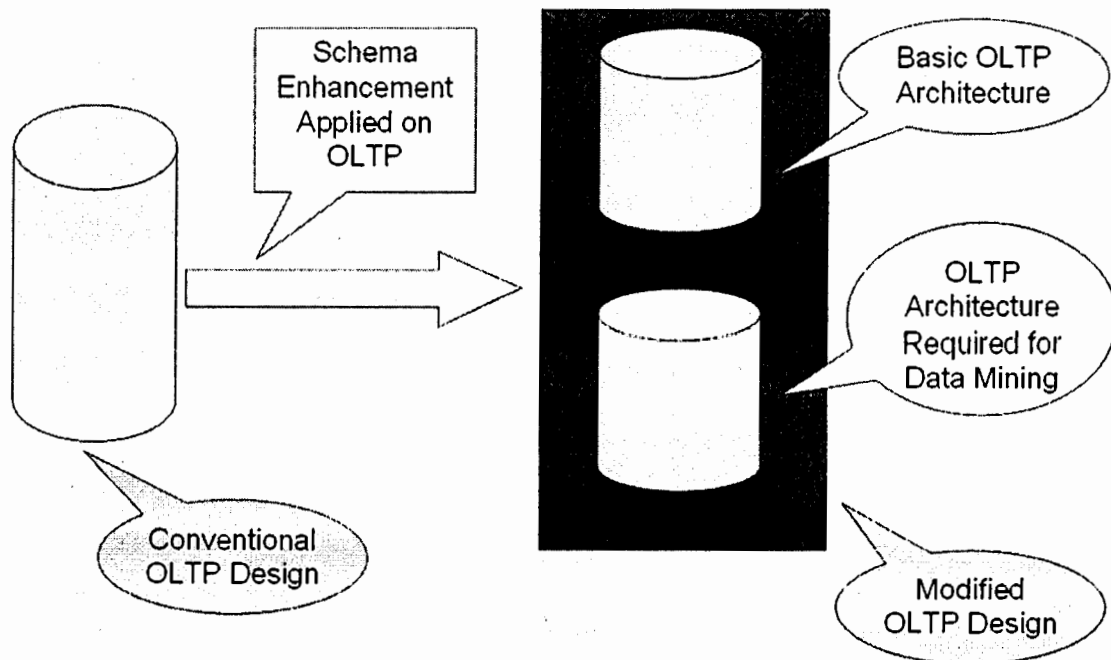 Schema
Enhancement
Applied on
OLTP
Basic OLTP
Architecture
OLTP
Architecture
Required for
Data Mining
Conventional
OLTP Design
Modified
OLTP Design